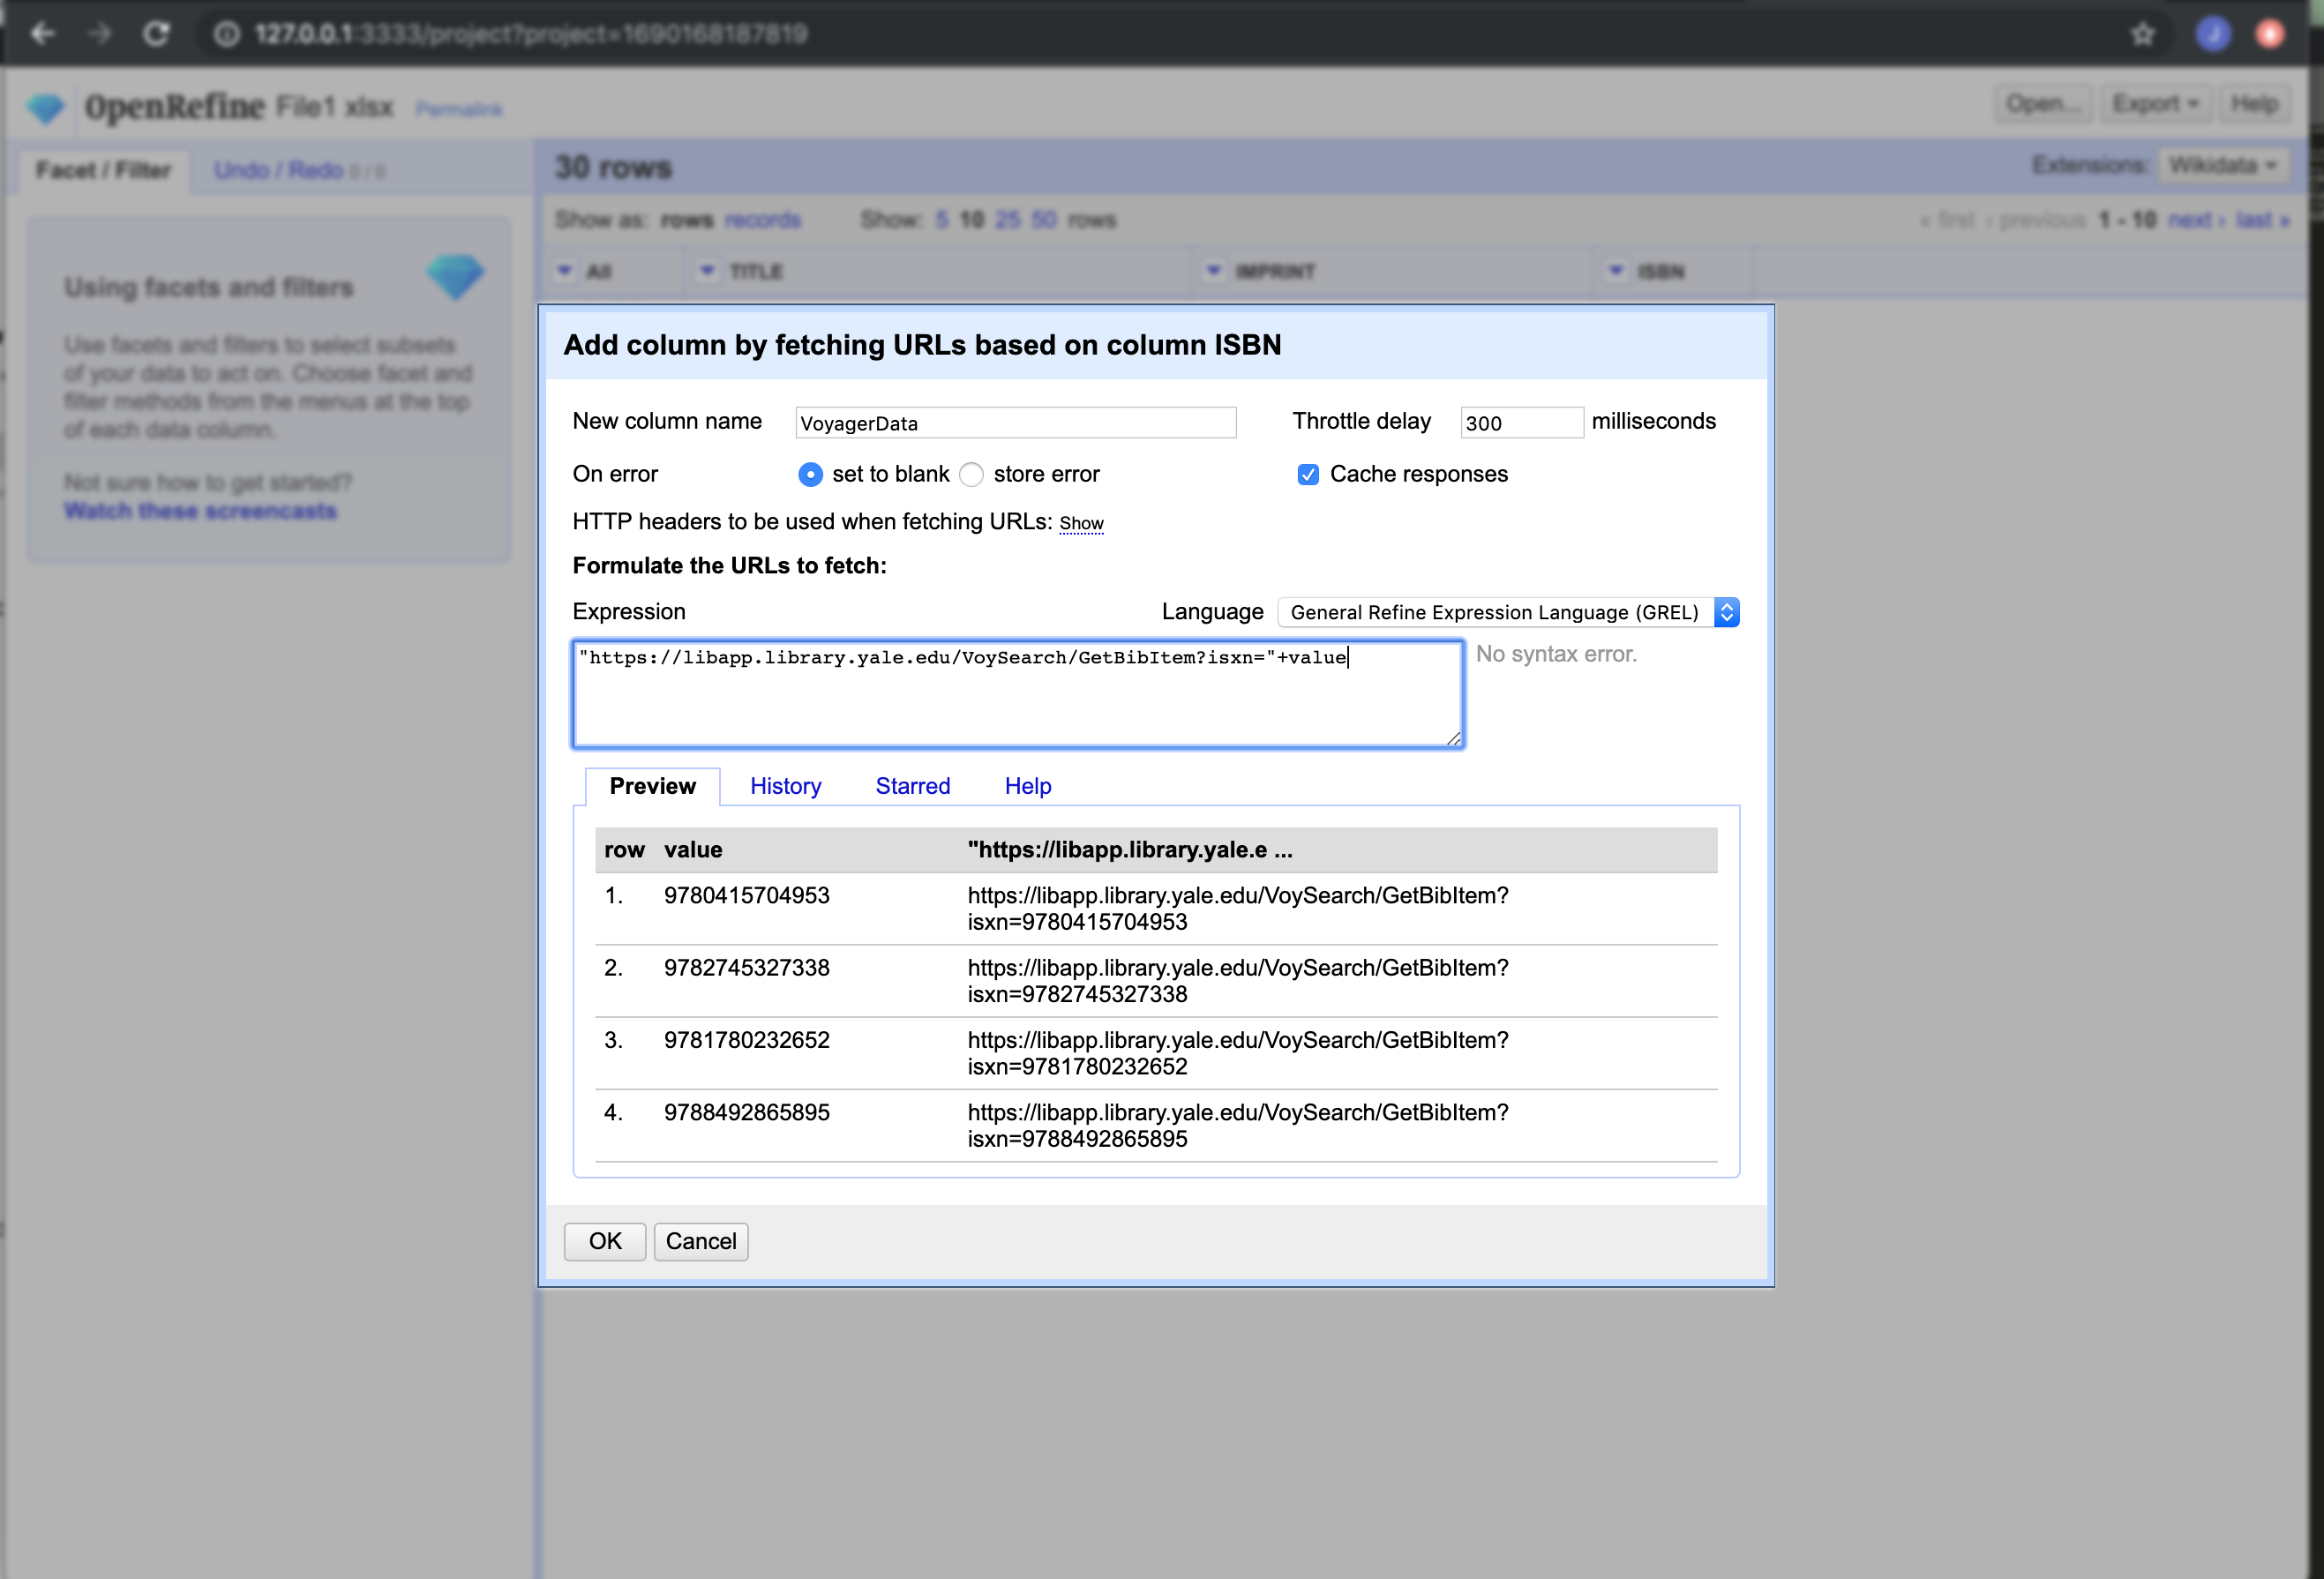 127.0.0.1:3333/project?project=1690168187819
J
OpenRefine File1 xlsx Permalink
Open... Export Help
Facet / Filter Undo / Redo 0 / 0
30 rows
Extensions: Wikidata
Show as: rows records Show: 5 10 25 50 rows
« first ‹ previous 1 - 10 next › last »
All TITLE IMPRINT ISBN
Using facets and filters
Use facets and filters to select subsets
of your data to act on. Choose facet and
filter methods from the menus at the top
of each data column.
Not sure how to get started?
Watch these screencasts
Add column by fetching URLs based on column ISBN
New column name VoyagerData Throttle delay 300 milliseconds
On error set to blank store error Cache responses
HTTP headers to be used when fetching URLs: Show
Formulate the URLs to fetch:
Expression Language General Refine Expression Language (GREL)
"https://libapp.library.yale.edu/VoySearch/GetBibItem?isxn="+value
No syntax error.
Preview History Starred Help
row value "https://libapp.library.yale.e ...
1. 9780415704953 https://libapp.library.yale.edu/VoySearch/GetBibItem?
isxn=9780415704953
2. 9782745327338 https://libapp.library.yale.edu/VoySearch/GetBibItem?
isxn=9782745327338
3. 9781780232652 https://libapp.library.yale.edu/VoySearch/GetBibItem?
isxn=9781780232652
4. 9788492865895 https://libapp.library.yale.edu/VoySearch/GetBibItem?
isxn=9788492865895
OK Cancel